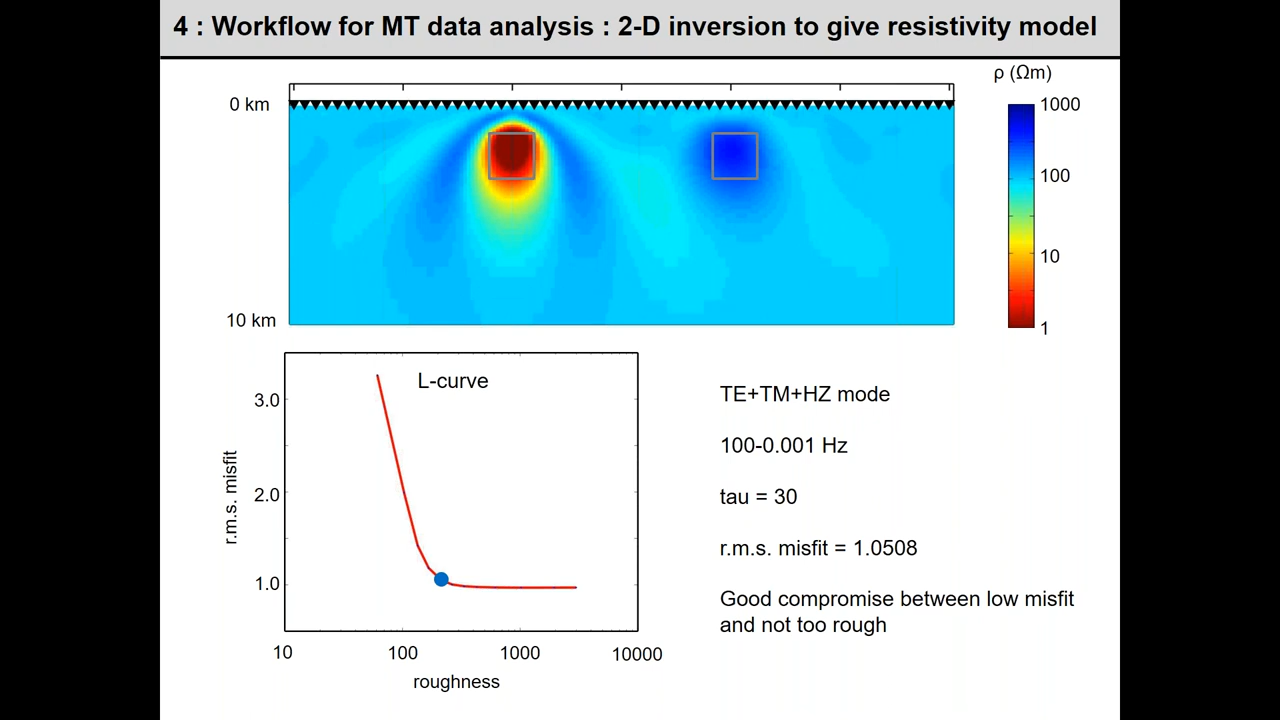 4 : Workflow for MT data analysis : 2-D inversion to give resistivity model
ρ (Ωm)
0 km
10 km
1000
100
10
1
L-curve
r.m.s. misfit
3.0
2.0
1.0
10
100
1000
10000
roughness
TE+TM+HZ mode
100-0.001 Hz
tau = 30
r.m.s. misfit = 1.0508
Good compromise between low misfit
and not too rough